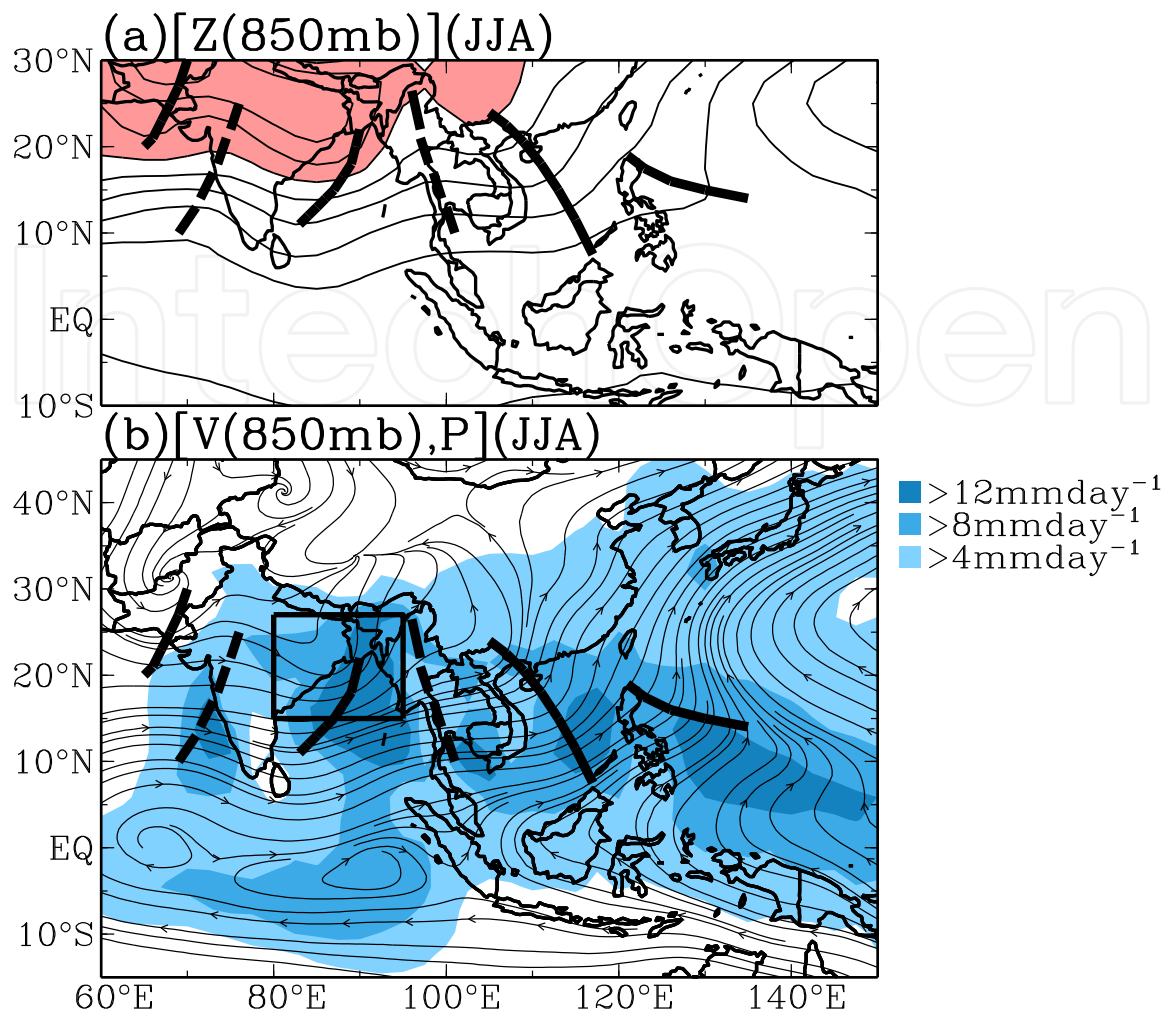 (a)[Z(850mb)](JJA)
30°N
20°N
10°N
EQ
10°S
IntechOpen
(b)[V(850mb),P](JJA)
40°N
30°N
20°N
10°N
EQ
10°S
60°E 80°E 100°E 120°E 140°E
>12mmday⁻¹
>8mmday⁻¹
>4mmday⁻¹